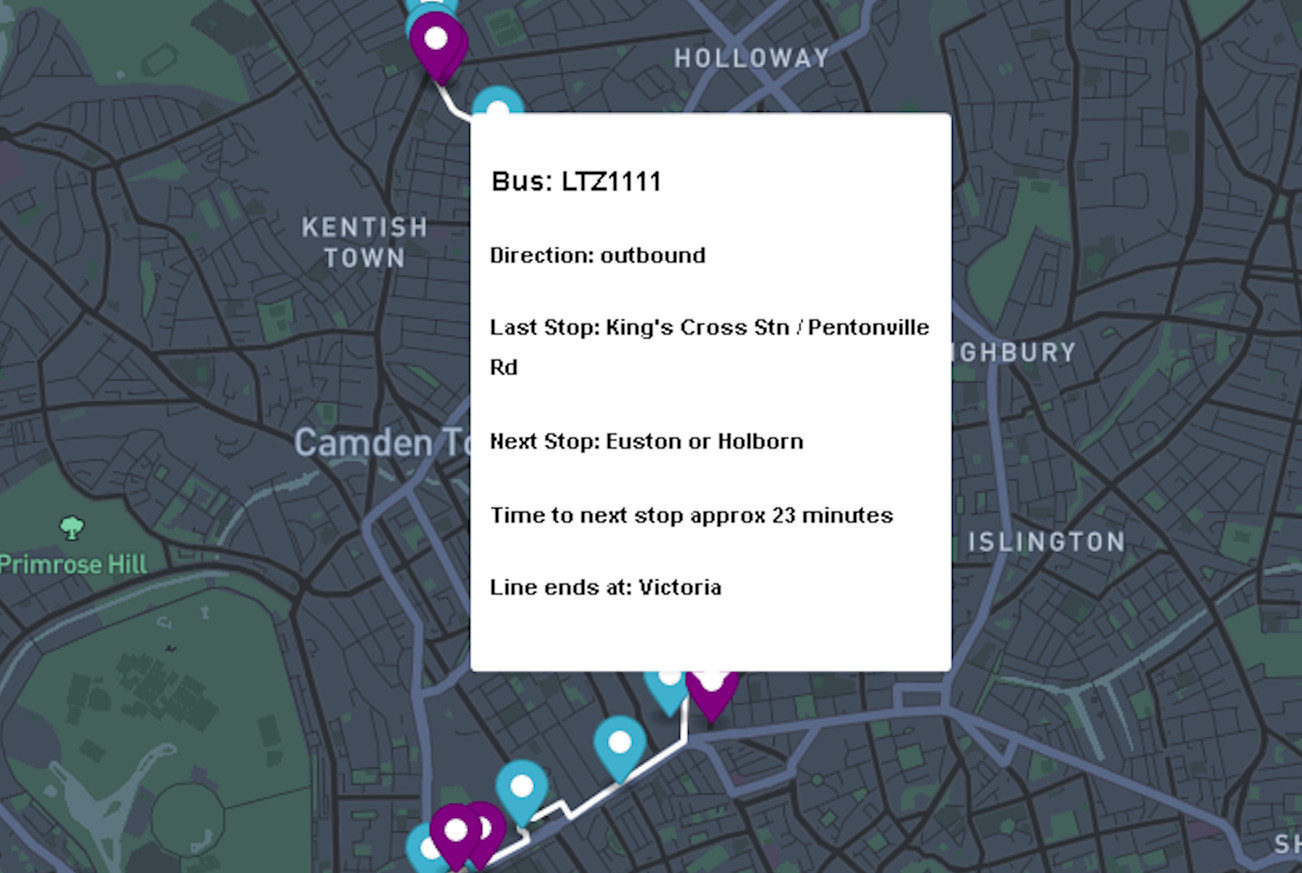 HOLLOWAY
Bus: LTZ1111
KENTISH
TOWN
Direction: outbound
Last Stop: King's Cross Stn / Pentonville
Rd
IGHBURY
Camden To
Next Stop: Euston or Holborn
Time to next stop approx 23 minutes
ISLINGTON
Primrose Hill
Line ends at: Victoria
SH